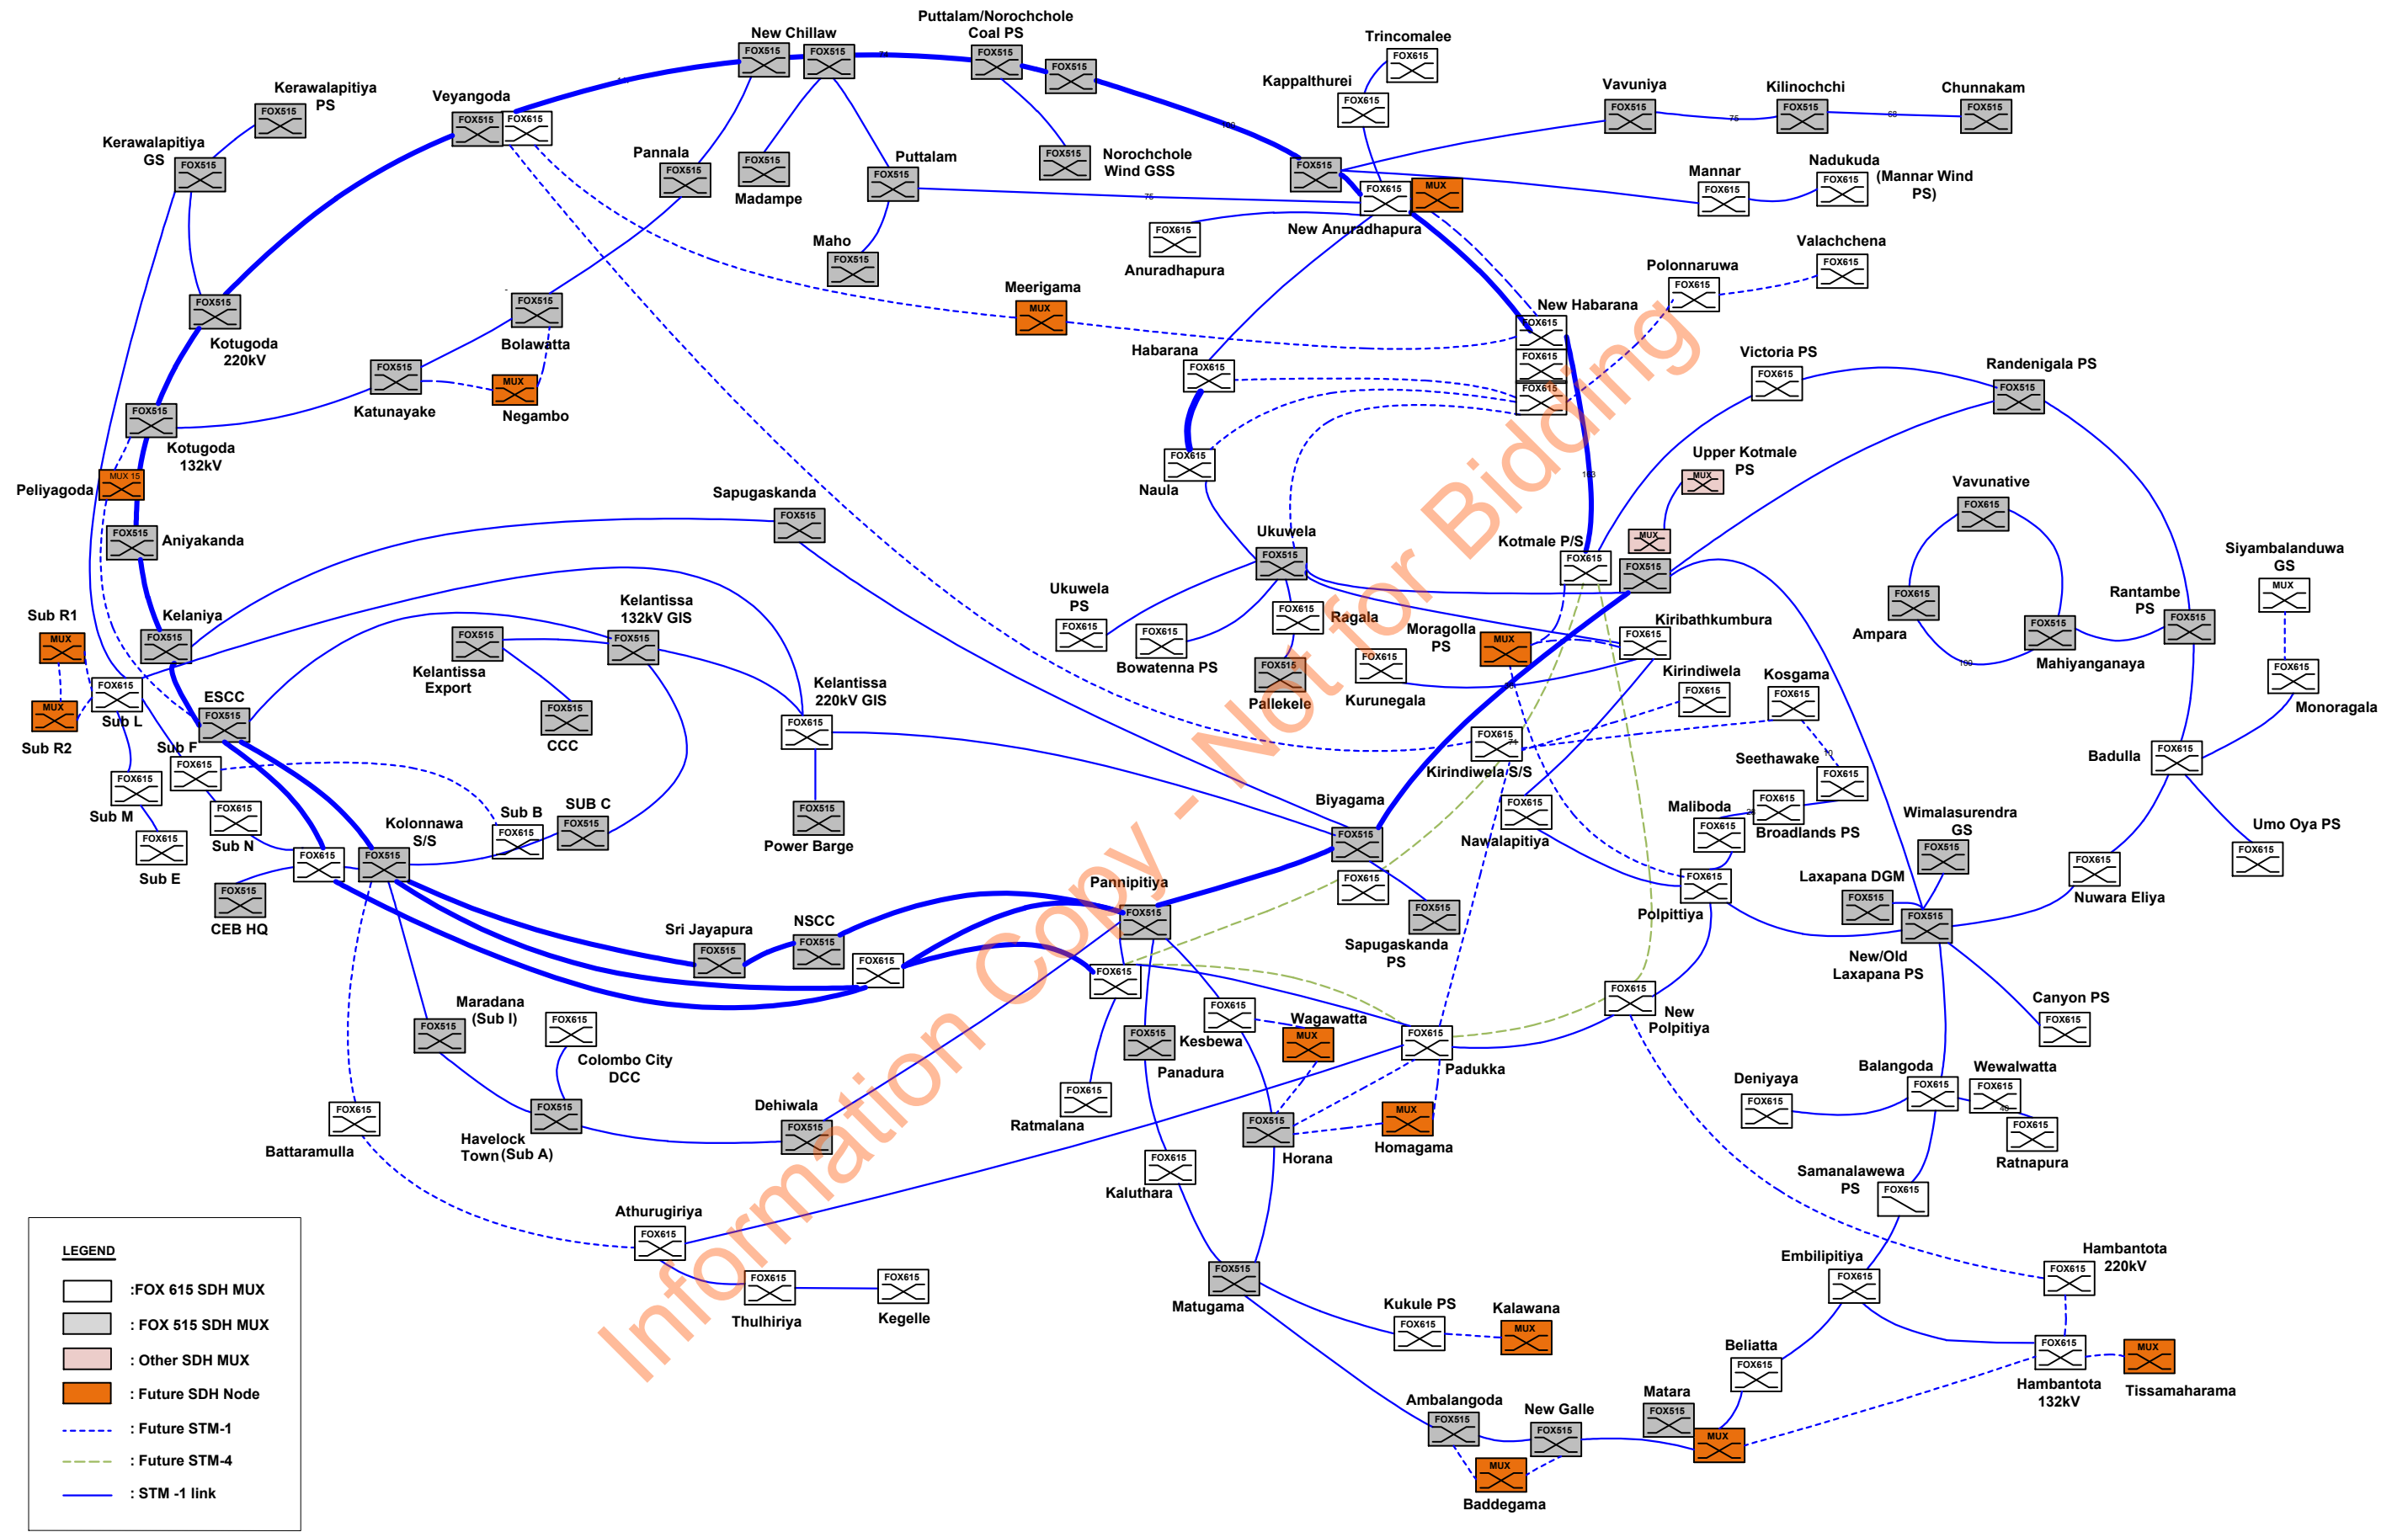 Puttalam/Norochchole
Coal PS
New Chillaw
FOX515
FOX515
74
FOX515
FOX515
Trincomalee
FOX615
Kappalthurei
FOX615
Vavuniya
FOX515
75
Kilinochchi
FOX515
68
Chunnakam
FOX515
Kerawalapitiya
PS
FOX515
Veyangoda
FOX515
FOX615
Kerawalapitiya
GS
FOX515
Pannala
FOX515
FOX515
Madampe
Puttalam
FOX515
75
FOX515
Norochchole
Wind GSS
FOX515
FOX615
MUX
New Anuradhapura
Mannar
FOX615
Nadukuda
(Mannar Wind
PS)
FOX615
Maho
FOX515
FOX615
Anuradhapura
Polonnaruwa
FOX615
Valachchena
FOX615
FOX515
Kotugoda
220kV
FOX515
Bolawatta
Meerigama
MUX
New Habarana
FOX615
FOX615
FOX615
FOX515
Katunayake
MUX
Negambo
Habarana
FOX615
Victoria PS
FOX615
Randenigala PS
FOX515
FOX515
Kotugoda
132kV
Peliyagoda
MUX 15
FOX615
Naula
103
Upper Kotmale
PS
MUX
MUX
Vavunative
FOX515
Sapugaskanda
FOX515
FOX515
Aniyakanda
Ukuwela
FOX515
Kotmale P/S
FOX615
FOX515
Siyambalanduwa
GS
MUX
FOX615
Ampara
100
FOX515
Mahiyanganaya
Rantambe
PS
FOX515
Sub R1
MUX
MUX
Sub R2
Kelaniya
FOX515
FOX615
Sub L
ESCC
FOX515
FOX515
Kelantissa
Export
Kelantissa
132kV GIS
FOX515
FOX515
CCC
Kelantissa
220kV GIS
FOX615
Ukuwela
PS
FOX615
FOX615
Bowatenna PS
FOX615
Ragala
FOX515
Pallekele
FOX615
Kurunegala
Moragolla
PS
MUX
Kiribathkumbura
FOX615
Kirindiwela
FOX615
Kosgama
FOX615
FOX615
Monoragala
FOX615
71
Kirindiwela S/S
10
Seethawake
FOX615
Badulla
FOX615
Sub F
FOX615
FOX615
Sub M
FOX615
Sub E
FOX615
Sub N
Kolonnawa
S/S
FOX615
FOX515
Sub B
FOX615
SUB C
FOX515
FOX515
Power Barge
Biyagama
FOX515
FOX615
FOX615
Nawalapitiya
Maliboda
FOX615
FOX615
Broadlands PS
Wimalasurendra
GS
FOX515
Umo Oya PS
FOX615
FOX515
CEB HQ
Pannipitiya
FOX515
FOX515
Sapugaskanda
PS
FOX615
Polpittiya
Laxapana DGM
FOX515
FOX515
New/Old
Laxapana PS
FOX615
Nuwara Eliya
Sri Jayapura
FOX515
NSCC
FOX515
FOX615
FOX615
FOX615
New
Polpitiya
Canyon PS
FOX615
Maradana
(Sub I)
FOX515
FOX615
Colombo City
DCC
FOX615
Kesbewa
Wagawatta
MUX
FOX615
Padukka
FOX515
Panadura
FOX615
Ratmalana
FOX615
Battaramulla
FOX515
Havelock
Town(Sub A)
Dehiwala
FOX515
FOX515
Horana
MUX
Homagama
Deniyaya
FOX615
Balangoda
FOX615
Wewalwatta
FOX615
FOX615
Ratnapura
FOX615
Kaluthara
Samanalawewa
PS
FOX615
Athurugiriya
FOX615
FOX615
Thulhiriya
FOX615
Kegelle
FOX515
Matugama
Kukule PS
FOX615
Kalawana
MUX
Embilipitiya
FOX615
Hambantota
220kV
FOX615
FOX615
Hambantota
132kV
MUX
Tissamaharama
Beliatta
FOX615
Ambalangoda
FOX515
New Galle
FOX515
Matara
FOX515
MUX
MUX
Baddegama
LEGEND
:FOX 615 SDH MUX
: FOX 515 SDH MUX
: Other SDH MUX
: Future SDH Node
: Future STM-1
: Future STM-4
: STM -1 link
Information Copy - Not for Bidding